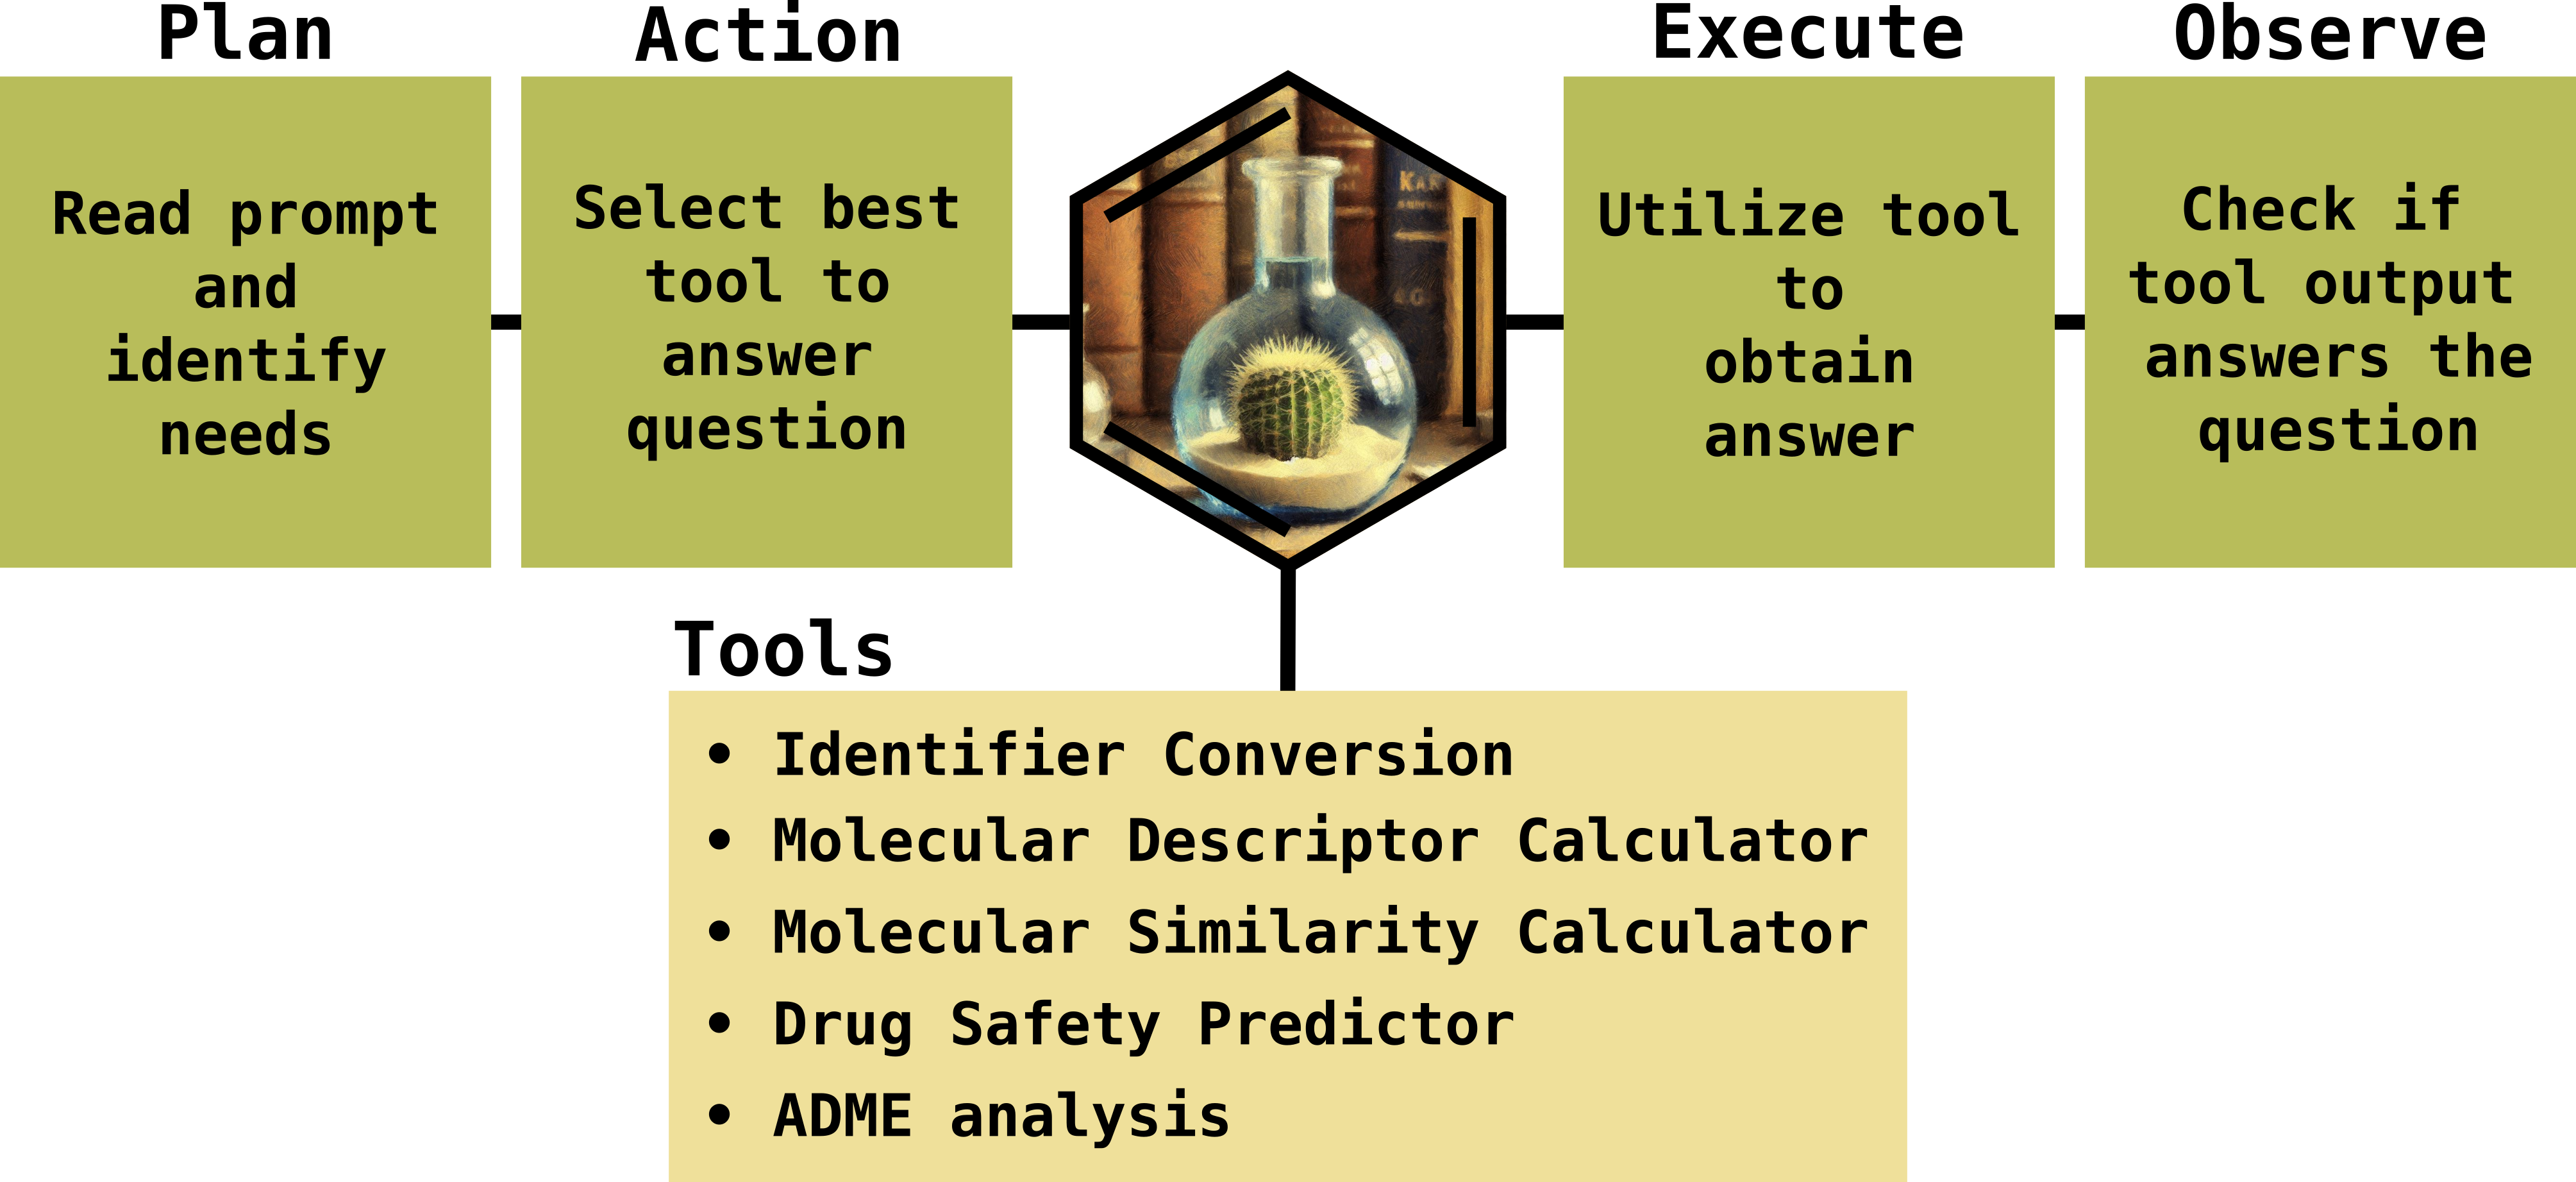 Plan
Read prompt
and
identify
needs
Action
Select best
tool to
answer
question
KAR
Execute
Utilize tool
to
obtain
answer
Observe
Check if
tool output
answers the
question
Tools
• Identifier Conversion
• Molecular Descriptor Calculator
• Molecular Similarity Calculator
• Drug Safety Predictor
• ADME analysis